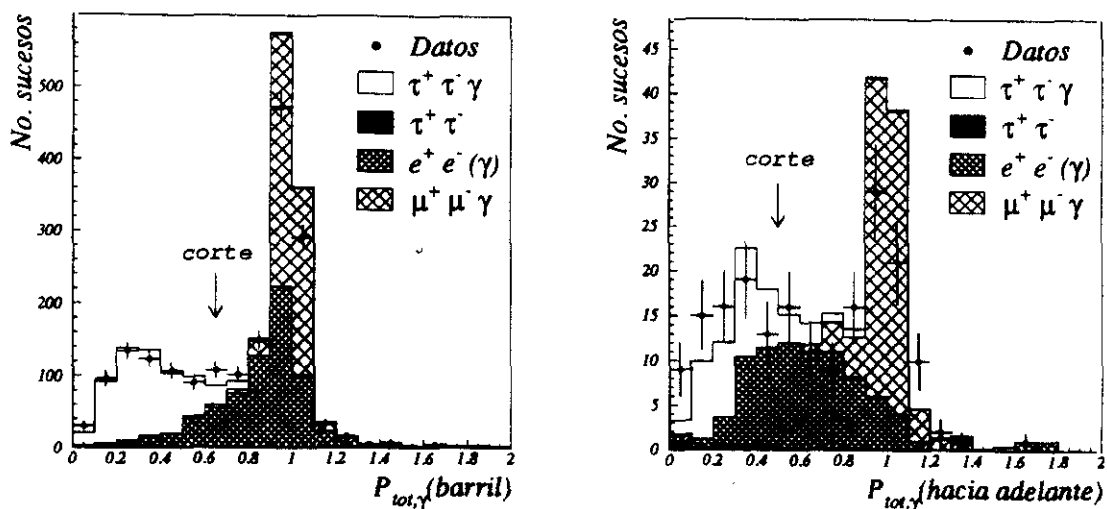 No. sucesos
500
400
300
200
100
0
Datos
τ⁺ τ⁻ γ
τ⁺ τ⁻
e⁺ e⁻ (γ)
μ⁺ μ⁻ γ
corte
0 0.2 0.4 0.6 0.8 1 1.2 1.4 1.6 1.8 2
P_tot,γ (barril)
No. sucesos
45
40
35
30
25
20
15
10
5
0
Datos
τ⁺ τ⁻ γ
τ⁺ τ⁻
e⁺ e⁻ (γ)
μ⁺ μ⁻ γ
corte
0 0.2 0.4 0.6 0.8 1 1.2 1.4 1.6 1.8 2
P_tot,γ (hacia adelante)